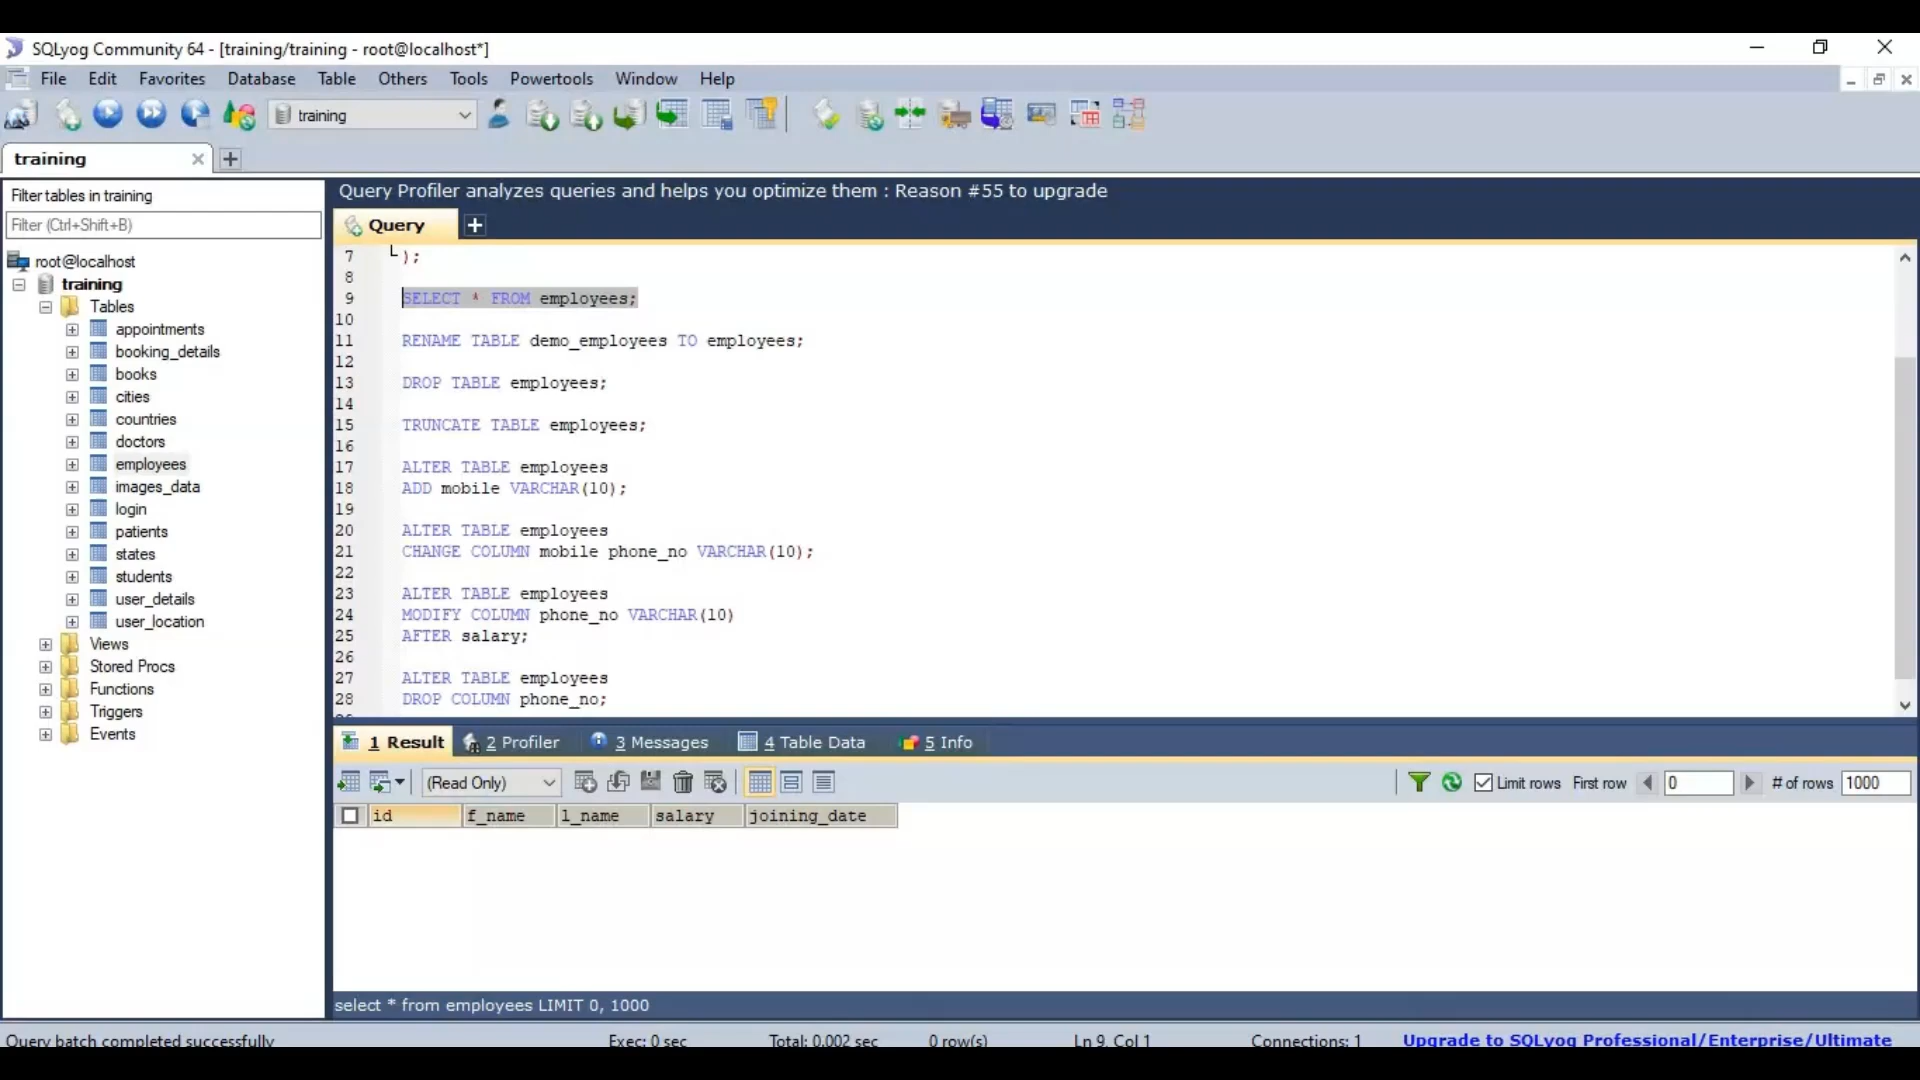 SQLyog Community 64 - [training/training - root@localhost*]
File Edit Favorites Database Table Others Tools Powertools Window Help
training
training
Filter tables in training
Filter (Ctrl+Shift+B)
root@localhost
training
Tables
appointments
booking_details
books
cities
countries
doctors
employees
images_data
login
patients
states
students
user_details
user_location
Views
Stored Procs
Functions
Triggers
Events
Query Profiler analyzes queries and helps you optimize them : Reason #55 to upgrade
Query
7 );
8
9 SELECT * FROM employees;
10
11 RENAME TABLE demo_employees TO employees;
12
13 DROP TABLE employees;
14
15 TRUNCATE TABLE employees;
16
17 ALTER TABLE employees
18 ADD mobile VARCHAR(10);
19
20 ALTER TABLE employees
21 CHANGE COLUMN mobile phone_no VARCHAR(10);
22
23 ALTER TABLE employees
24 MODIFY COLUMN phone_no VARCHAR(10)
25 AFTER salary;
26
27 ALTER TABLE employees
28 DROP COLUMN phone_no;
1 Result 2 Profiler 3 Messages 4 Table Data 5 Info
(Read Only) Limit rows First row 0 # of rows 1000
id f_name l_name salary joining_date
select * from employees LIMIT 0, 1000
Query batch completed successfully Exec: 0 sec Total: 0.002 sec 0 row(s) Ln 9, Col 1 Connections: 1 Upgrade to SQLyog Professional/Enterprise/Ultimate